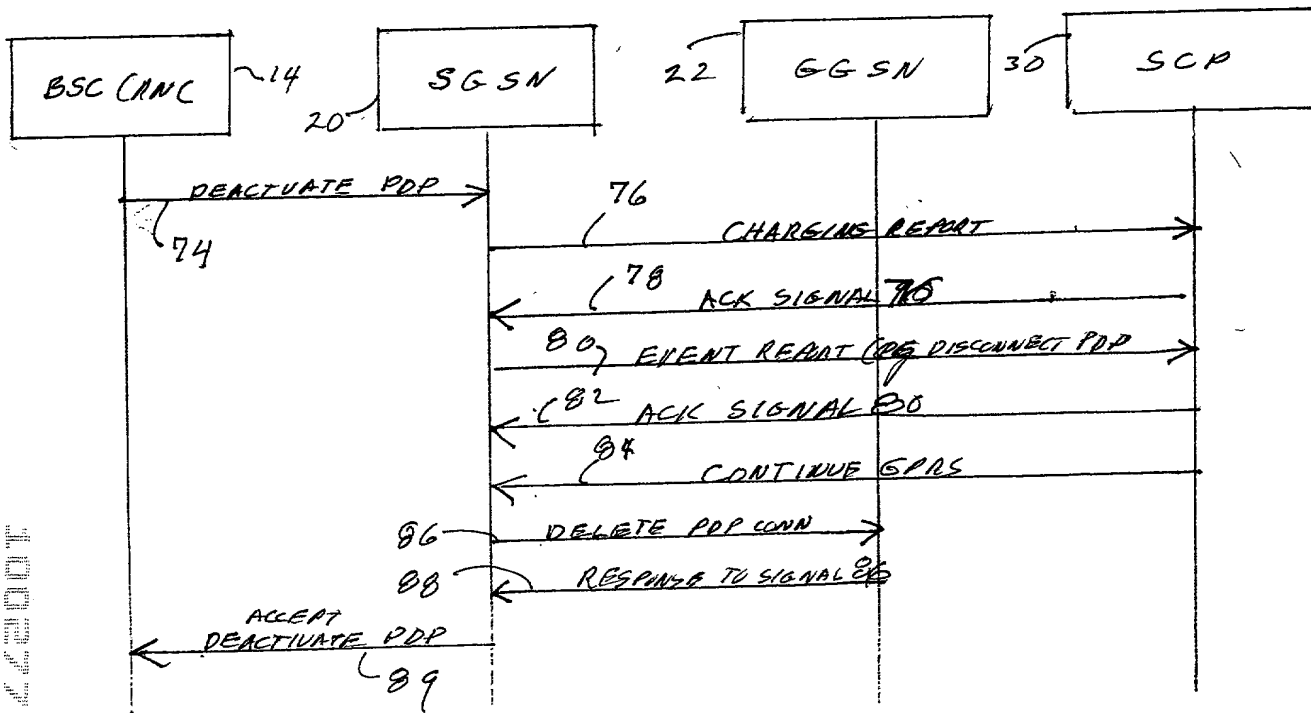 BSC (RNC 14
20 SGSN
22 GGSN
30 SCP
DEACTIVATE PDP
74
76
CHARGING REPORT
78
ACK SIGNAL 76
80 EVENT REPORT ( DISCONNECT PDP
82 ACK SIGNAL 80
84
CONTINUE GPRS
86 DELETE PDP CONN
88 RESPONSE TO SIGNAL 86
ACCEPT
DEACTIVATE PDP
89